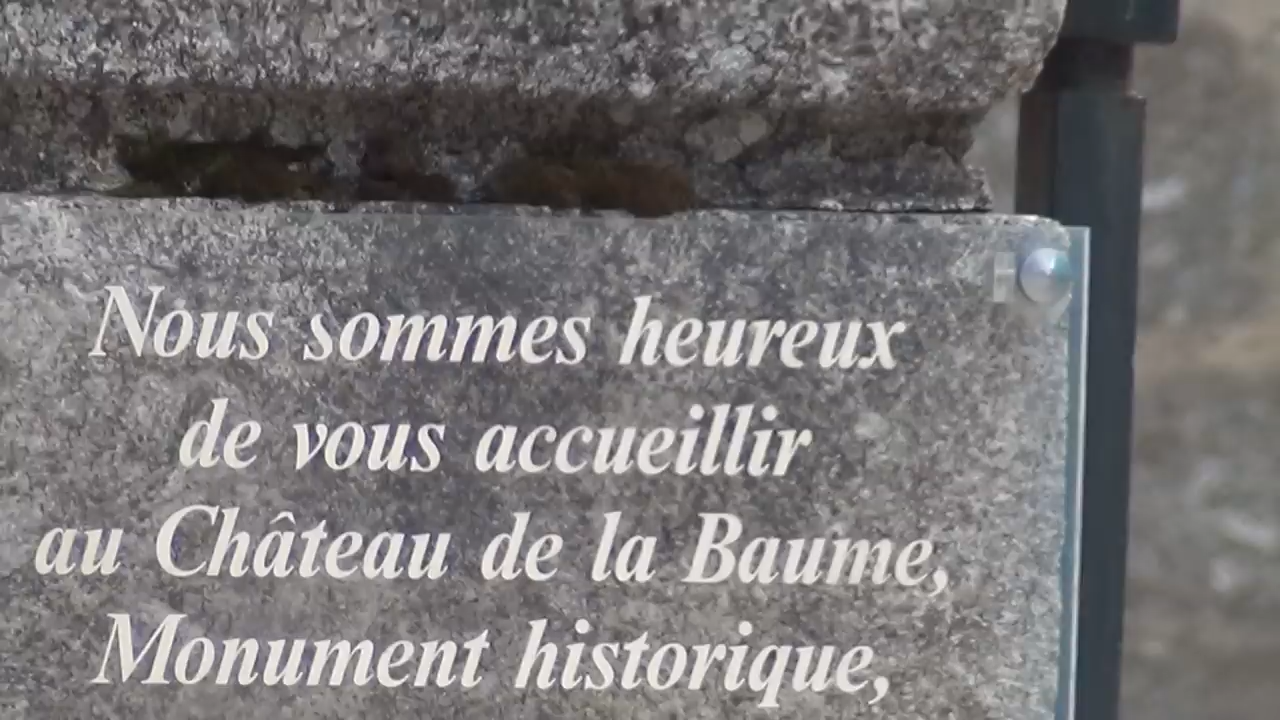 Nous sommes heureux
de vous accueillir
au Château de la Baume,
Monument historique,